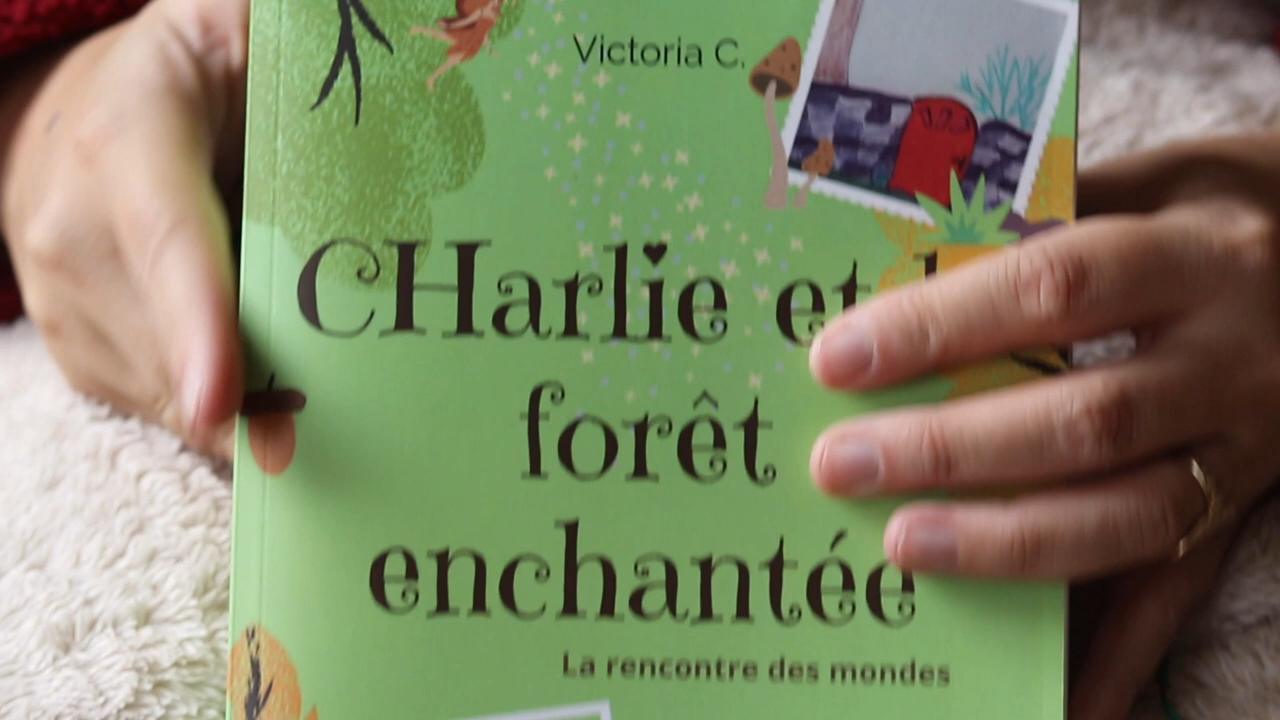 Victoria C.
CHarlie et
forêt
enchantée
La rencontre des mondes